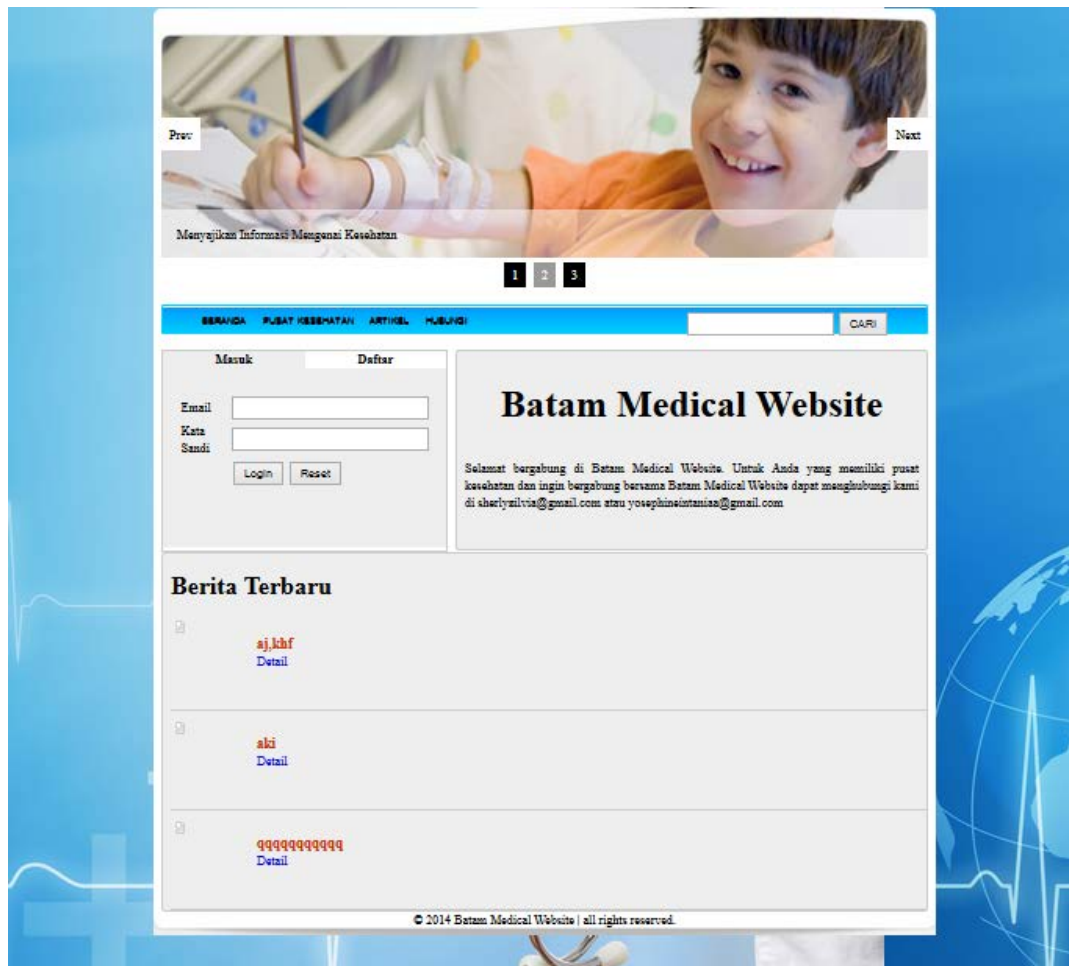 Prev
Next
Menyajikan Informasi Mengenai Kesehatan
1 2 3
BERANDA PUSAT KESEHATAN ARTIKEL HUBUNGI
CARI
Masuk Daftar
Email
Kata
Sandi
Login Reset
Batam Medical Website
Selamat bergabung di Batam Medical Website. Untuk Anda yang memiliki pusat
kesehatan dan ingin bergabung bersama Batam Medical Website dapat menghubungi kami
di sherlyzilvia@gmail.com atau yosephineintaniaa@gmail.com
Berita Terbaru
aj,khf
Detail
aki
Detail
qqqqqqqqqqq
Detail
© 2014 Batam Medical Website | all rights reserved.